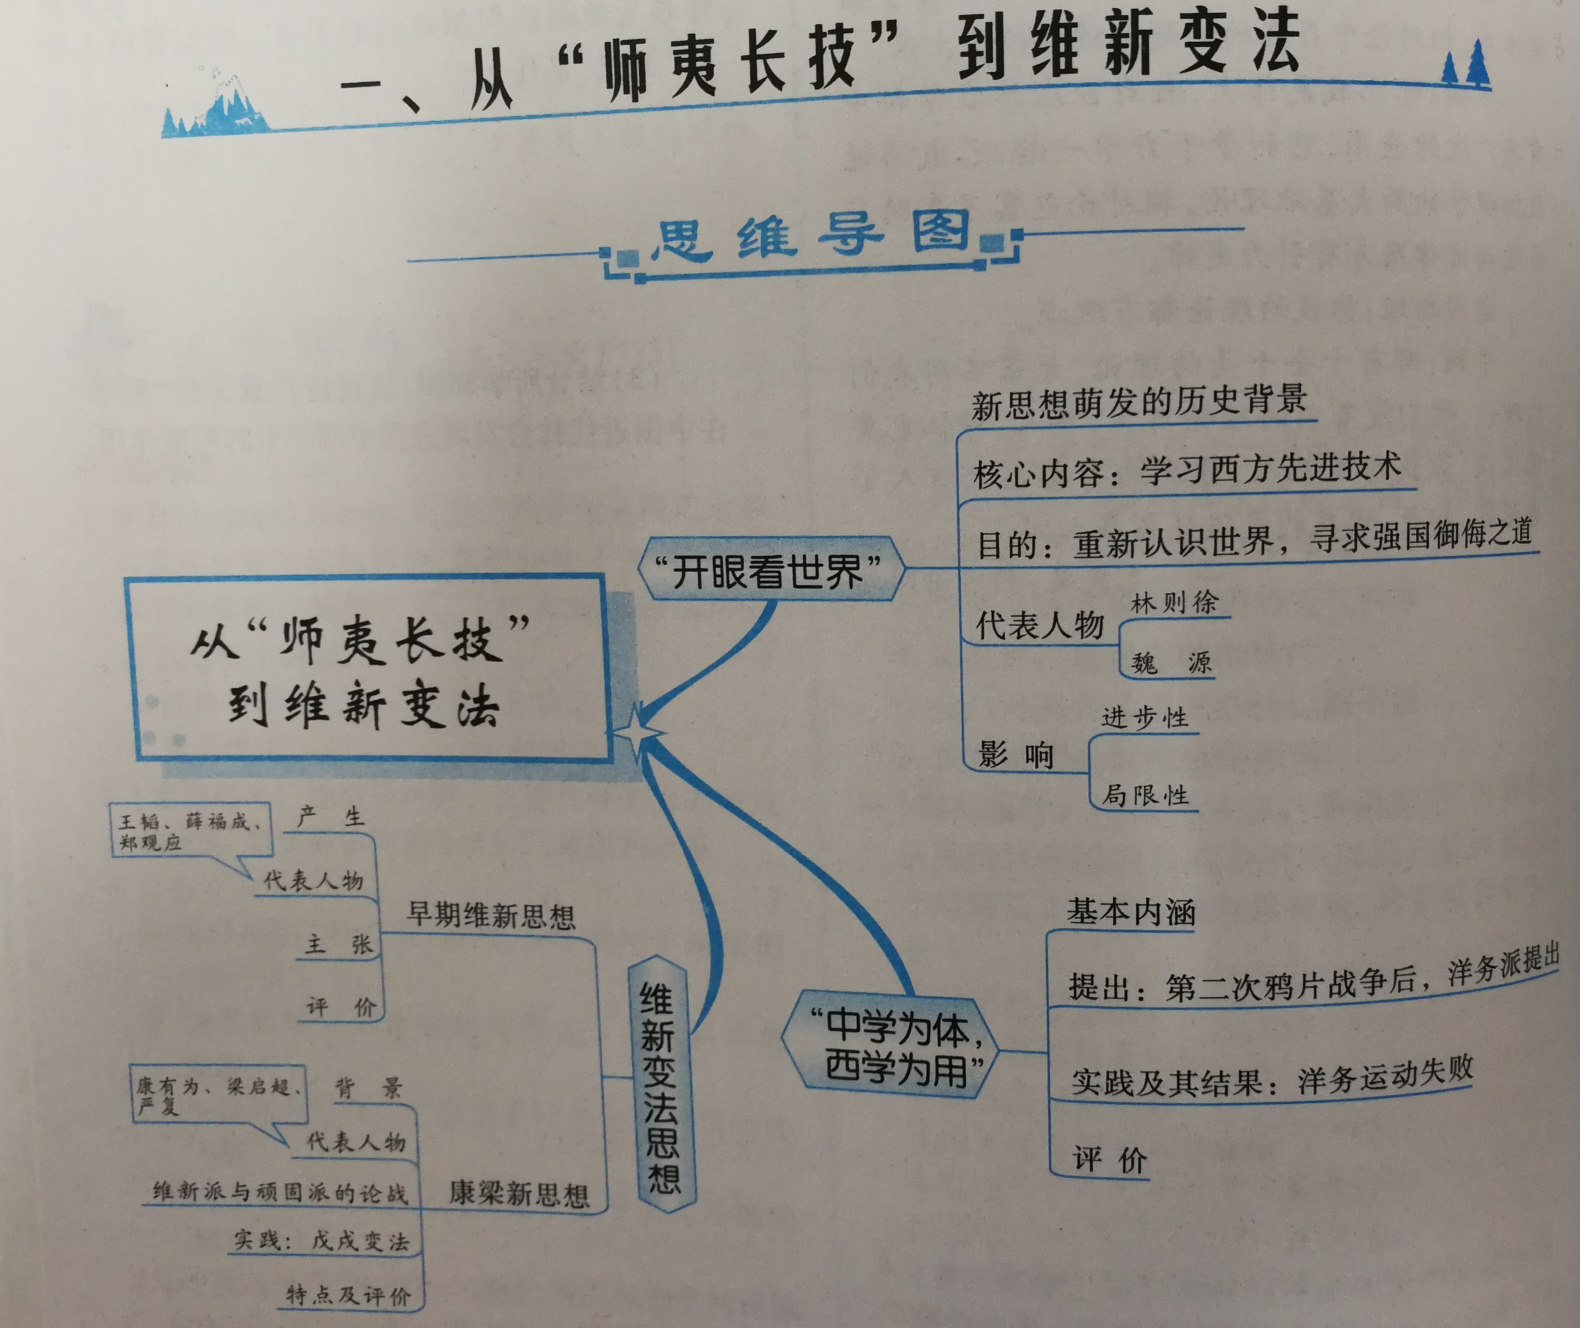 一、从“师夷长技”到维新变法
思维导图
从“师夷长技”
到维新变法
“开眼看世界”
新思想萌发的历史背景
核心内容：学习西方先进技术
目的：重新认识世界，寻求强国御侮之道
代表人物
林则徐
魏 源
影 响
进步性
局限性
“中学为体，
西学为用”
基本内涵
提出：第二次鸦片战争后，洋务派提出
实践及其结果：洋务运动失败
评 价
维新变法思想
早期维新思想
产 生
王韬、薛福成、
郑观应
代表人物
主 张
评 价
康梁新思想
背 景
康有为、梁启超、
严复
代表人物
维新派与顽固派的论战
实践：戊戌变法
特点及评价